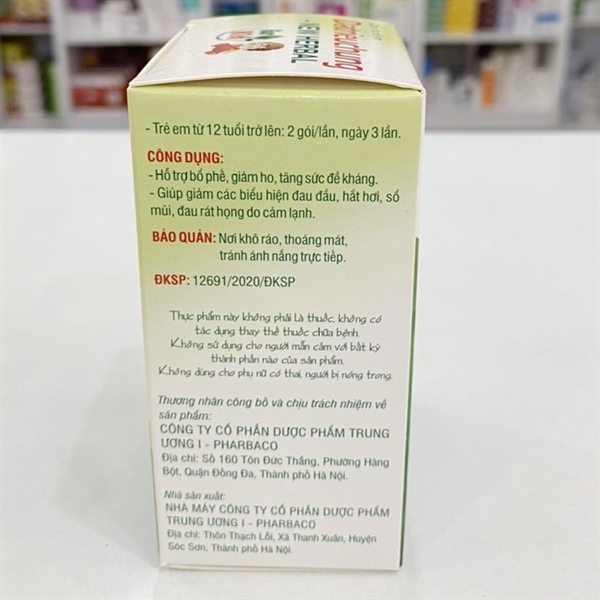 NEW HERBAL
- Trẻ em từ 12 tuổi trở lên: 2 gói/lần, ngày 3 lần.
CÔNG DỤNG:
- Hỗ trợ bổ phế, giảm ho, tăng sức đề kháng.
- Giúp giảm các biểu hiện đau đầu, hắt hơi, sổ
mũi, đau rát họng do cảm lạnh.
BẢO QUẢN: Nơi khô ráo, thoáng mát,
tránh ánh nắng trực tiếp.
ĐKSP: 12691/2020/ĐKSP
Thực phẩm này không phải Là thuốc, không có
tác dụng thay thế thuốc chữa bệnh.
Không sử dụng cho người mẫn cảm với bất kỳ
thành phần nào của sản phẩm.
Không dùng cho phụ nữ có thai, người bị nóng trong.
Thương nhân công bố và chịu trách nhiệm về
sản phẩm:
CÔNG TY CỔ PHẦN DƯỢC PHẨM TRUNG
ƯƠNG I - PHARBACO
Địa chỉ: Số 160 Tôn Đức Thắng, Phường Hàng
Bột, Quận Đống Đa, Thành phố Hà Nội.
Nhà sản xuất:
NHÀ MÁY CÔNG TY CỔ PHẦN DƯỢC PHẨM
TRUNG ƯƠNG I - PHARBACO
Địa chỉ: Thôn Thạch Lỗi, Xã Thanh Xuân, Huyện
Sóc Sơn, Thành phố Hà Nội.